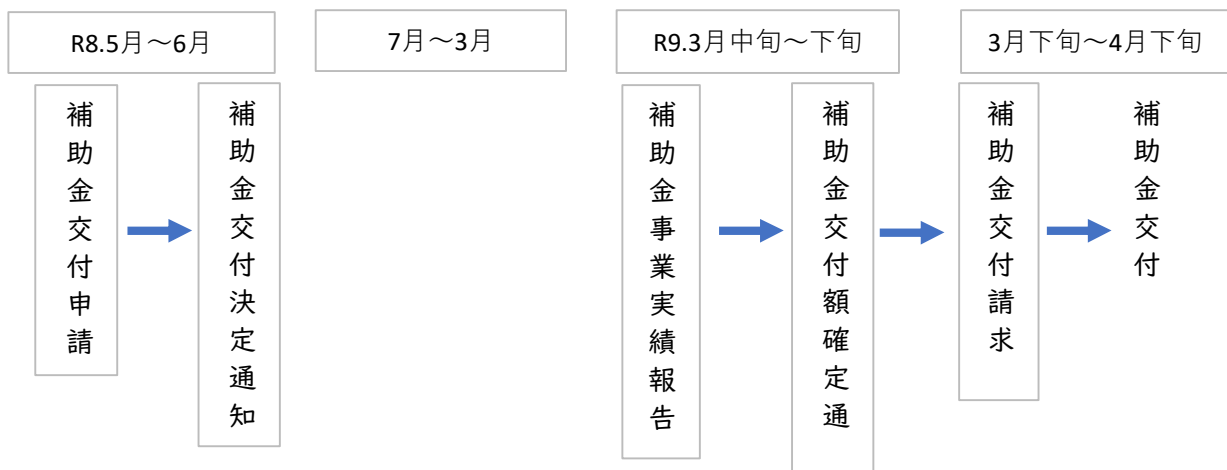 R8.5月～6月
7月～3月
R9.3月中旬～下旬
3月下旬～4月下旬
補助金交付申請
補助金交付決定通知
補助金事業実績報告
補助金交付額確定通
補助金交付請求
補助金交付